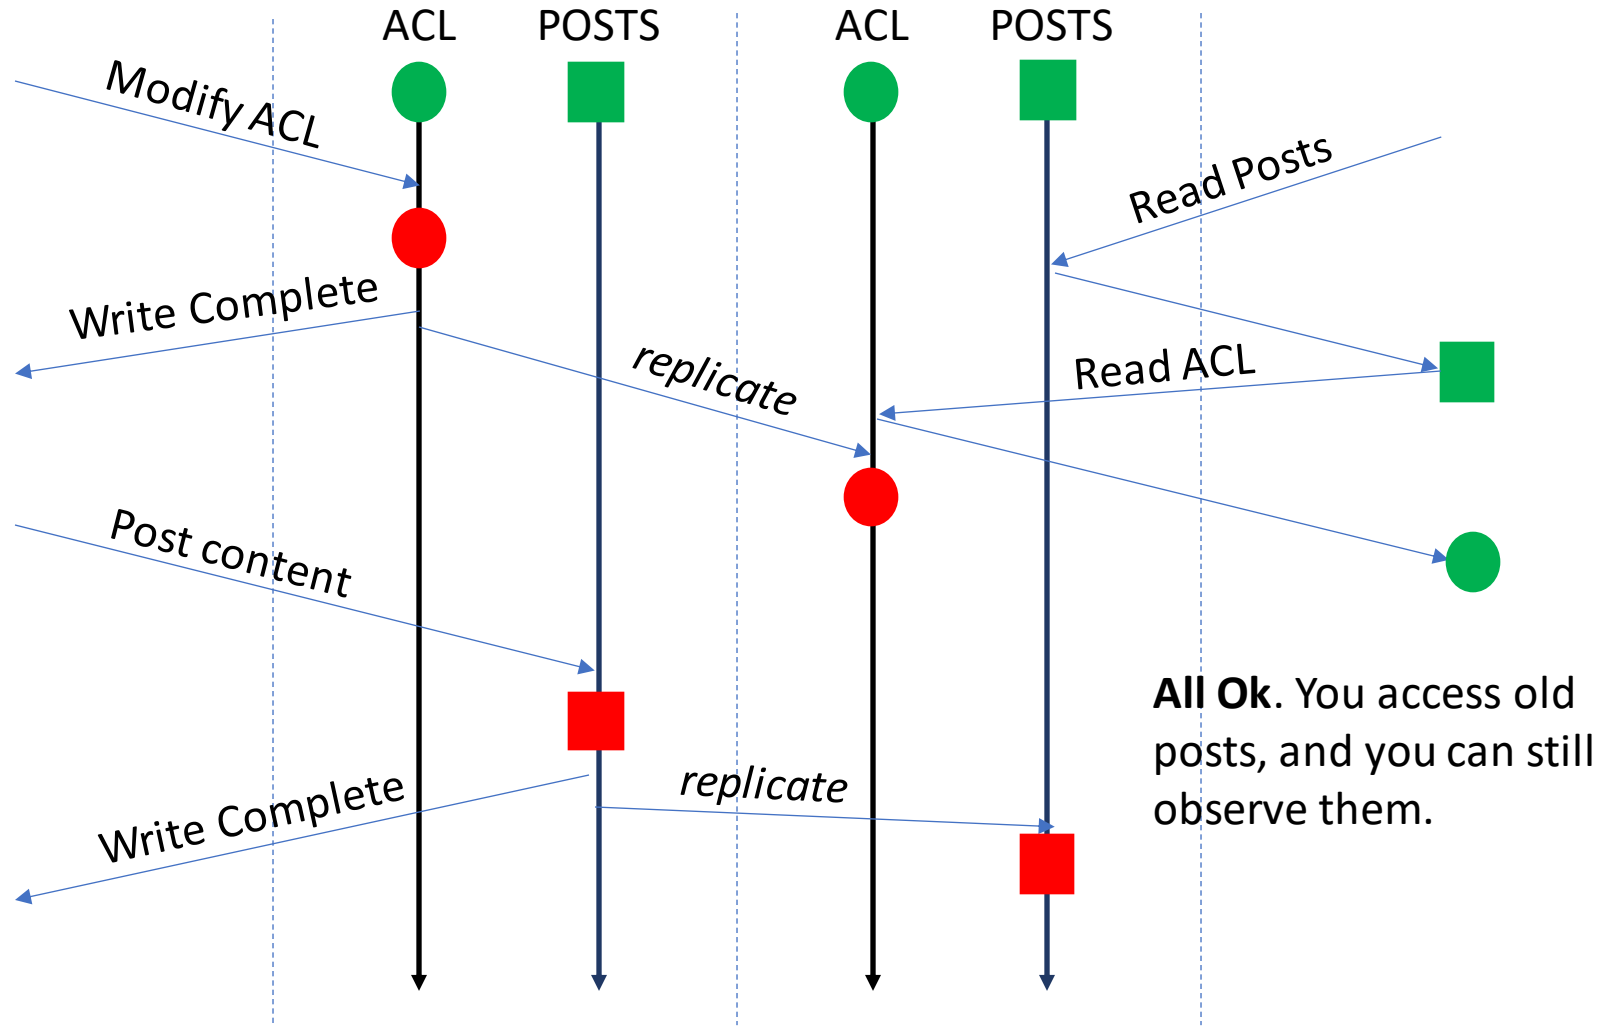 ACL
POSTS
ACL
POSTS
Modify ACL
Read Posts
Write Complete
replicate
Read ACL
Post content
All Ok. You access old
posts, and you can still
observe them.
replicate
Write Complete